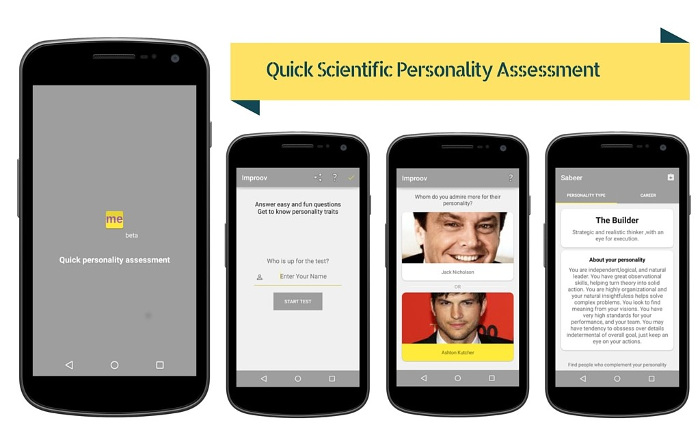 Quick Scientific Personality Assessment
me
beta
Quick personality assessment
Improov
?
Answer easy and fun questions
Get to know personality traits
Who is up for the test?
Enter Your Name
START TEST
Improov
?
Where do you admire more for their
personality?
Jack Nicholson
OR
Ashton Kutcher
Sabeer
PERSONALITY TYPE
CAREER
The Builder
Strategic and realistic thinker ,with an
eye for execution.
About your personality
You are independent,logical, and natural
leader. You have great observational
skills, helping turn theory into solid
action. You are highly organizational and
your natural insightfulness helps solve
complex problems. You look to find
meaning from your visions. You have
very high standards for your
performance, and your team. You may
have tendency to obssess over details
indetermental of overall goal, just keep an
eye on your actions.
Find people who complement your personality